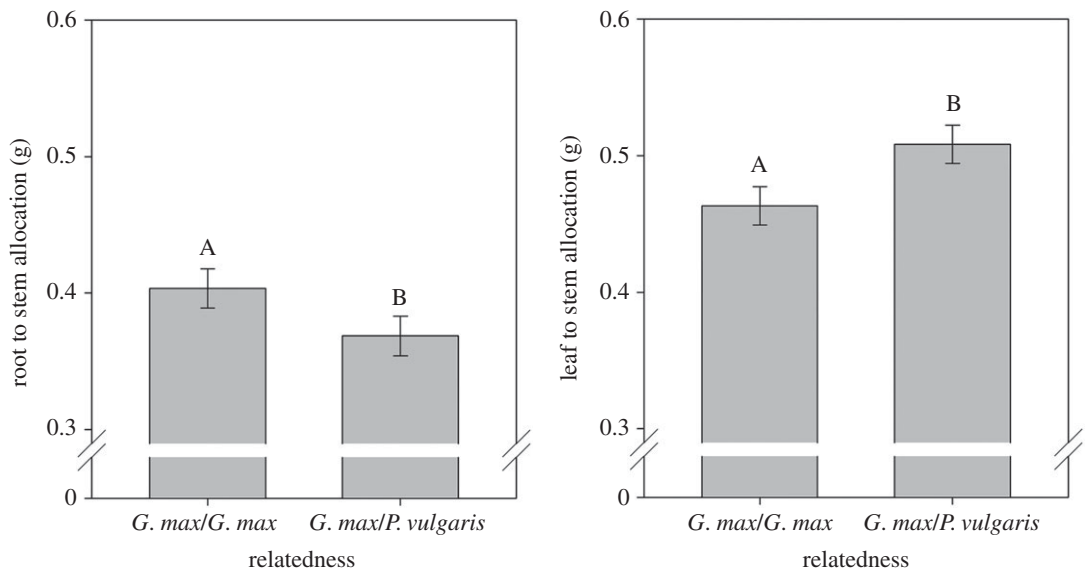 0.6
0.5
0.4
0.3
0
root to stem allocation (g)
A
B
G. max/G. max
G. max/P. vulgaris
relatedness
0.6
0.5
0.4
0.3
0
leaf to stem allocation (g)
A
B
G. max/G. max
G. max/P. vulgaris
relatedness